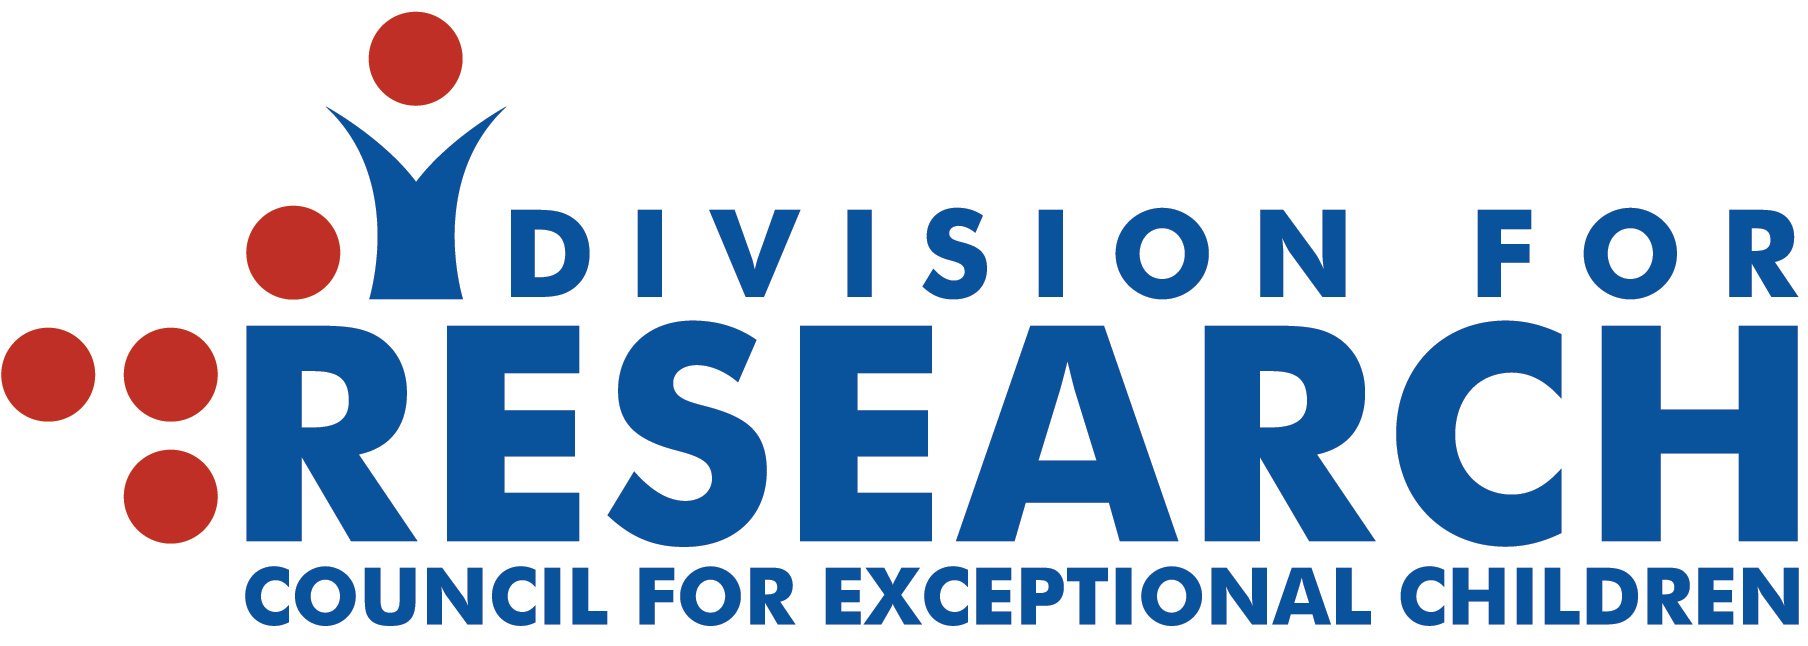 DIVISION FOR
RESEARCH
COUNCIL FOR EXCEPTIONAL CHILDREN